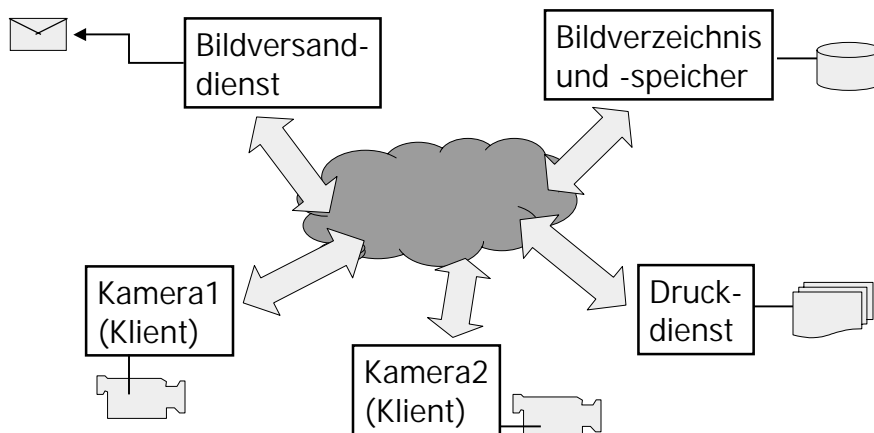 Bildversand-
dienst
Bildverzeichnis
und -speicher
Kamera1
(Klient)
Druck-
dienst
Kamera2
(Klient)